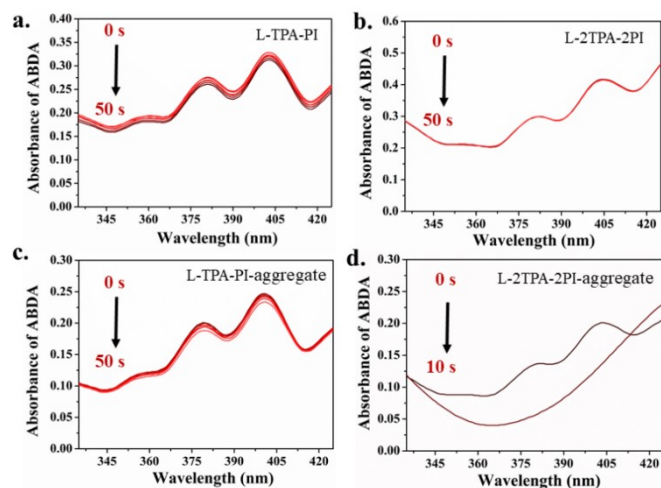 a.
L-TPA-PI
0 s
50 s
0.40
0.35
0.30
0.25
0.20
0.15
0.10
0.05
0.00
Absorbance of ABDA
345 360 375 390 405 420
Wavelength (nm)
b.
L-2TPA-2PI
0 s
50 s
0.6
0.5
0.4
0.3
0.2
0.1
0.0
Absorbance of ABDA
345 360 375 390 405 420
Wavelength (nm)
c.
L-TPA-PI-aggregate
0 s
50 s
0.30
0.25
0.20
0.15
0.10
0.05
0.00
Absorbance of ABDA
345 360 375 390 405 420
Wavelength (nm)
d.
L-2TPA-2PI-aggregate
0 s
10 s
0.30
0.25
0.20
0.15
0.10
0.05
0.00
Absorbance of ABDA
345 360 375 390 405 420
Wavelength (nm)